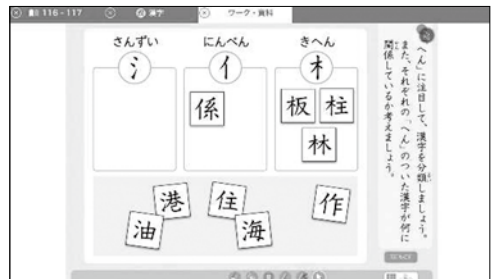 116 - 117
漢字
ワーク・資料
「へん」に注目して、漢字を分類しましょう。
また、それぞれの「へん」のついた漢字が何に
関係しているか考えましょう。
さんずい
にんべん
きへん
氵
亻
木
係
板 柱
林
港 住 作
油 海